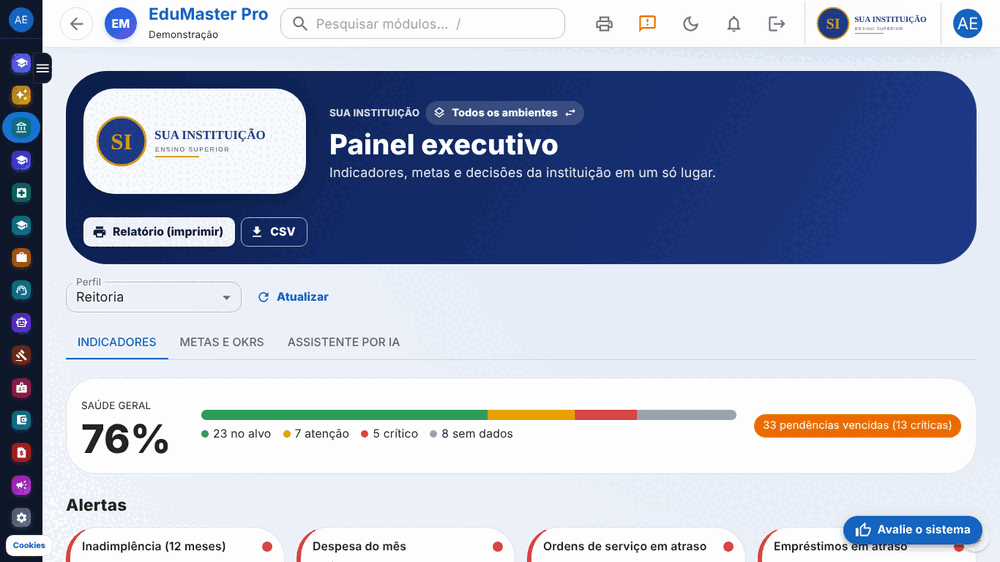 AE
EM
EduMaster Pro
Demonstração
Pesquisar módulos... /
SI
SUA INSTITUIÇÃO
ENSINO SUPERIOR
AE
SI
SUA INSTITUIÇÃO
ENSINO SUPERIOR
SUA INSTITUIÇÃO
Todos os ambientes
Painel executivo
Indicadores, metas e decisões da instituição em um só lugar.
Relatório (imprimir)
CSV
Perfil
Reitoria
Atualizar
INDICADORES
METAS E OKRS
ASSISTENTE POR IA
SAÚDE GERAL
76%
23 no alvo
7 atenção
5 crítico
8 sem dados
33 pendências vencidas (13 críticas)
Alertas
Avalie o sistema
Inadimplência (12 meses)
Despesa do mês
Ordens de serviço em atraso
Empréstimos em atraso
Cookies